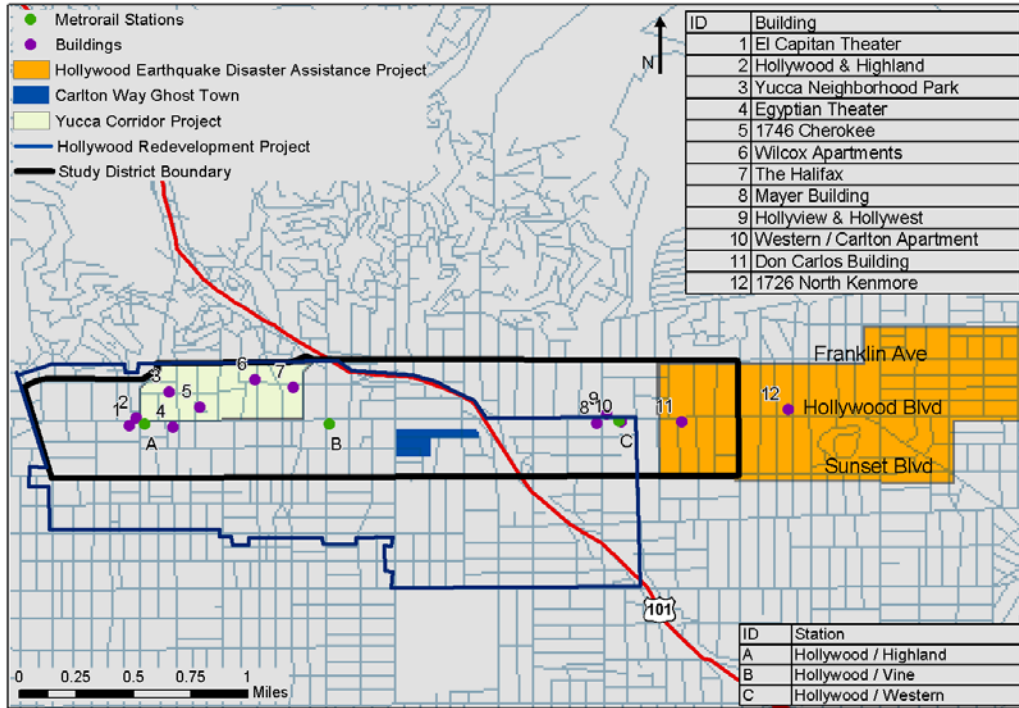 Metrorail Stations
Buildings
Hollywood Earthquake Disaster Assistance Project
Carlton Way Ghost Town
Yucca Corridor Project
Hollywood Redevelopment Project
Study District Boundary
N
ID Building
1 El Capitan Theater
2 Hollywood & Highland
3 Yucca Neighborhood Park
4 Egyptian Theater
5 1746 Cherokee
6 Wilcox Apartments
7 The Halifax
8 Mayer Building
9 Hollyview & Hollywest
10 Western / Carlton Apartment
11 Don Carlos Building
12 1726 North Kenmore
Franklin Ave
6
3
7
5
9
12
Hollywood Blvd
2
1
4
8
10
11
A
B
C
Sunset Blvd
101
ID Station
A Hollywood / Highland
B Hollywood / Vine
C Hollywood / Western
0 0.25 0.5 1
Miles